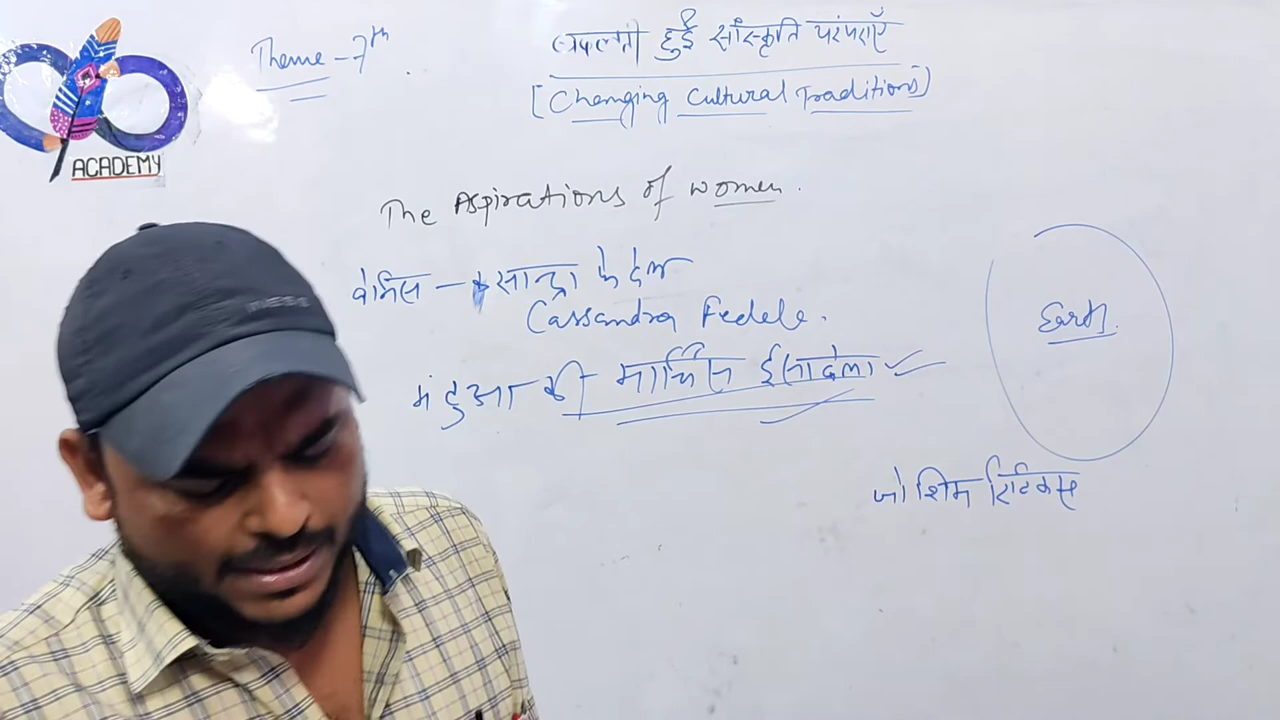 ACADEMY
Theme - 7th
बदलती हुई सांस्कृति परंपराएँ
[Changing Cultural Traditions)
The Aspirations of women.
वेनिस - कसान्द्रा फेदेल
Cassandra Fedele.
मंटुआ की मार्चिस ईसाबेला
Earth.
जोशिम रिटिकस